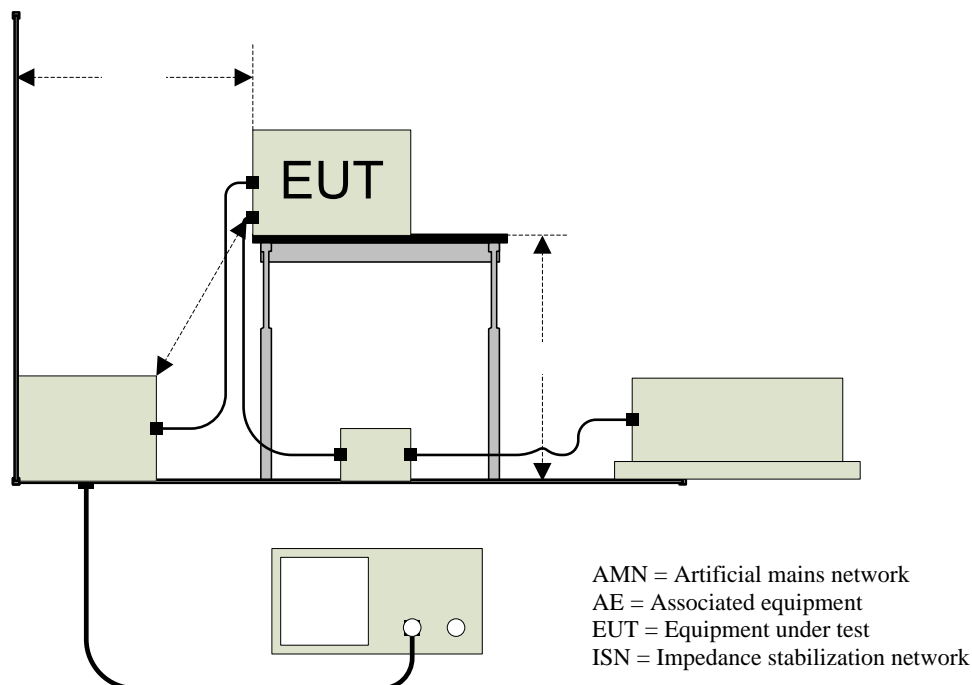 EUT
AMN = Artificial mains network
AE = Associated equipment
EUT = Equipment under test
ISN = Impedance stabilization network